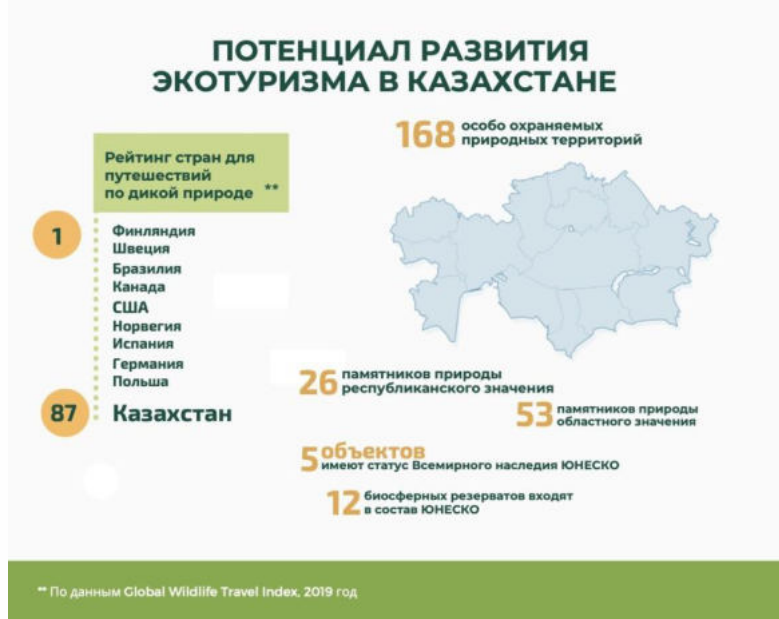 ПОТЕНЦИАЛ РАЗВИТИЯ
ЭКОТУРИЗМА В КАЗАХСТАНЕ
Рейтинг стран для
путешествий
по дикой природе **
1
Финляндия
Швеция
Бразилия
Канада
США
Норвегия
Испания
Германия
Польша
87 Казахстан
168 особо охраняемых
природных территорий
26 памятников природы
республиканского значения
53 памятников природы
областного значения
5 объектов
имеют статус Всемирного наследия ЮНЕСКО
12 биосферных резерватов входят
в состав ЮНЕСКО
** По данным Global Wildlife Travel Index, 2019 год